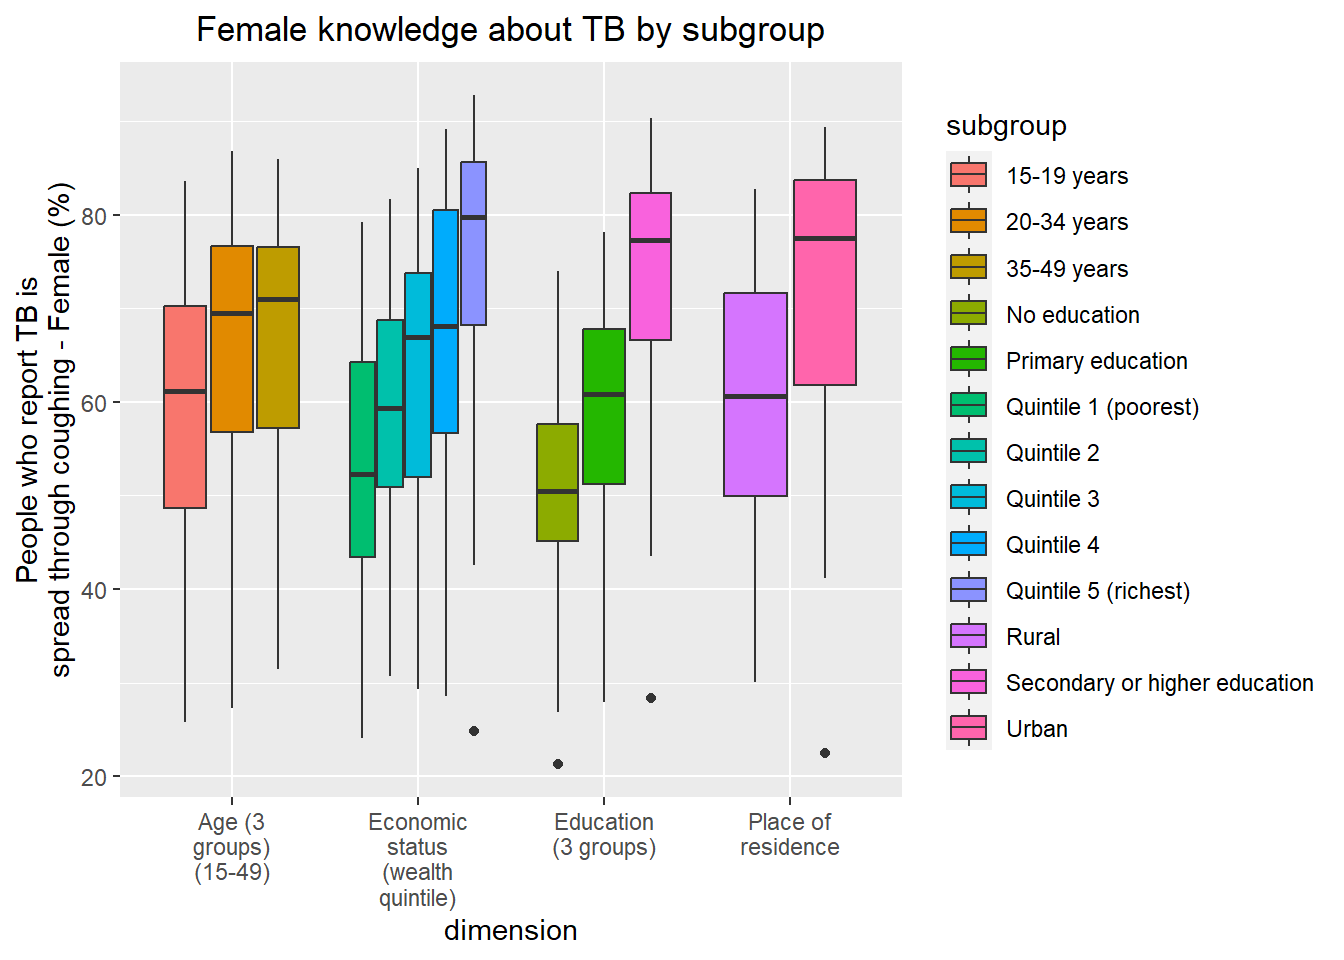 Female knowledge about TB by subgroup
People who report TB is
spread through coughing - Female (%)
80
60
40
20
Age (3
groups)
(15-49)
Economic
status
(wealth
quintile)
Education
(3 groups)
Place of
residence
dimension
subgroup
15-19 years
20-34 years
35-49 years
No education
Primary education
Quintile 1 (poorest)
Quintile 2
Quintile 3
Quintile 4
Quintile 5 (richest)
Rural
Secondary or higher education
Urban